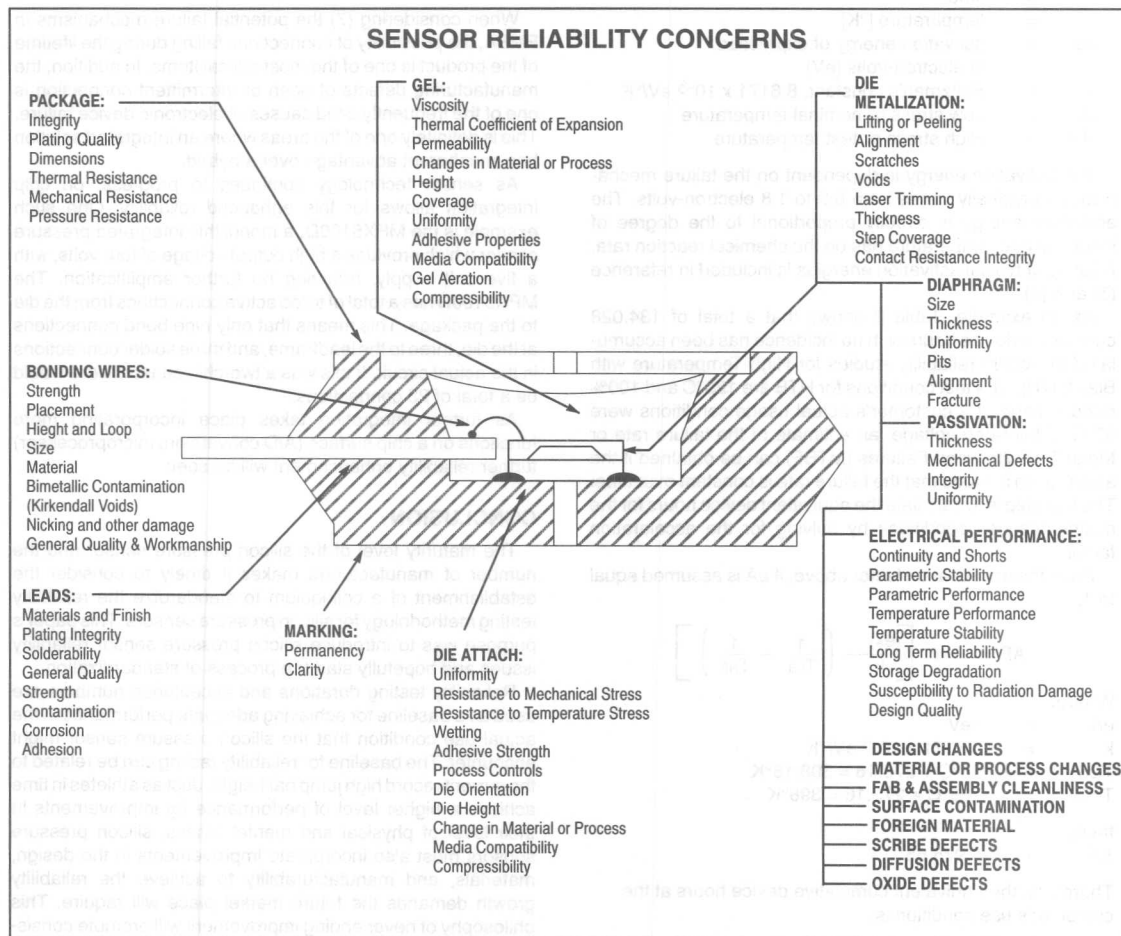 SENSOR RELIABILITY CONCERNS
PACKAGE:
Integrity
Plating Quality
Dimensions
Thermal Resistance
Mechanical Resistance
Pressure Resistance
GEL:
Viscosity
Thermal Coefficient of Expansion
Permeability
Changes in Material or Process
Height
Coverage
Uniformity
Adhesive Properties
Media Compatibility
Gel Aeration
Compressibility
DIE
METALIZATION:
Lifting or Peeling
Alignment
Scratches
Voids
Laser Trimming
Thickness
Step Coverage
Contact Resistance Integrity
DIAPHRAGM:
Size
Thickness
Uniformity
Pits
Alignment
Fracture
PASSIVATION:
Thickness
Mechanical Defects
Integrity
Uniformity
BONDING WIRES:
Strength
Placement
Hieght and Loop
Size
Material
Bimetallic Contamination
(Kirkendall Voids)
Nicking and other damage
General Quality & Workmanship
LEADS:
Materials and Finish
Plating Integrity
Solderability
General Quality
Strength
Contamination
Corrosion
Adhesion
MARKING:
Permanency
Clarity
DIE ATTACH:
Uniformity
Resistance to Mechanical Stress
Resistance to Temperature Stress
Wetting
Adhesive Strength
Process Controls
Die Orientation
Die Height
Change in Material or Process
Media Compatibility
Compressibility
ELECTRICAL PERFORMANCE:
Continuity and Shorts
Parametric Stability
Parametric Performance
Temperature Performance
Temperature Stability
Long Term Reliability
Storage Degradation
Susceptibility to Radiation Damage
Design Quality
DESIGN CHANGES
MATERIAL OR PROCESS CHANGES
FAB & ASSEMBLY CLEANLINESS
SURFACE CONTAMINATION
FOREIGN MATERIAL
SCRIBE DEFECTS
DIFFUSION DEFECTS
OXIDE DEFECTS